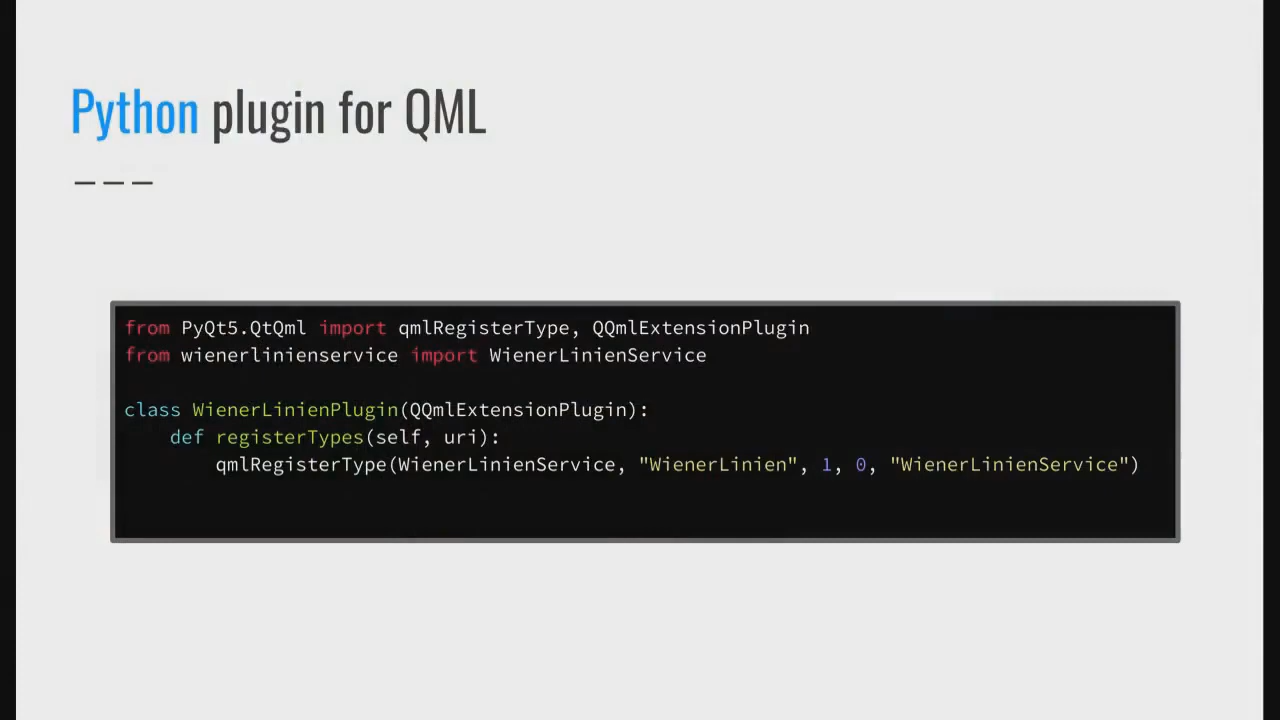 Python plugin for QML
from PyQt5.QtQml import qmlRegisterType, QQmlExtensionPlugin
from wienerlinienservice import WienerLinienService
class WienerLinienPlugin(QQmlExtensionPlugin):
    def registerTypes(self, uri):
        qmlRegisterType(WienerLinienService, "WienerLinien", 1, 0, "WienerLinienService")